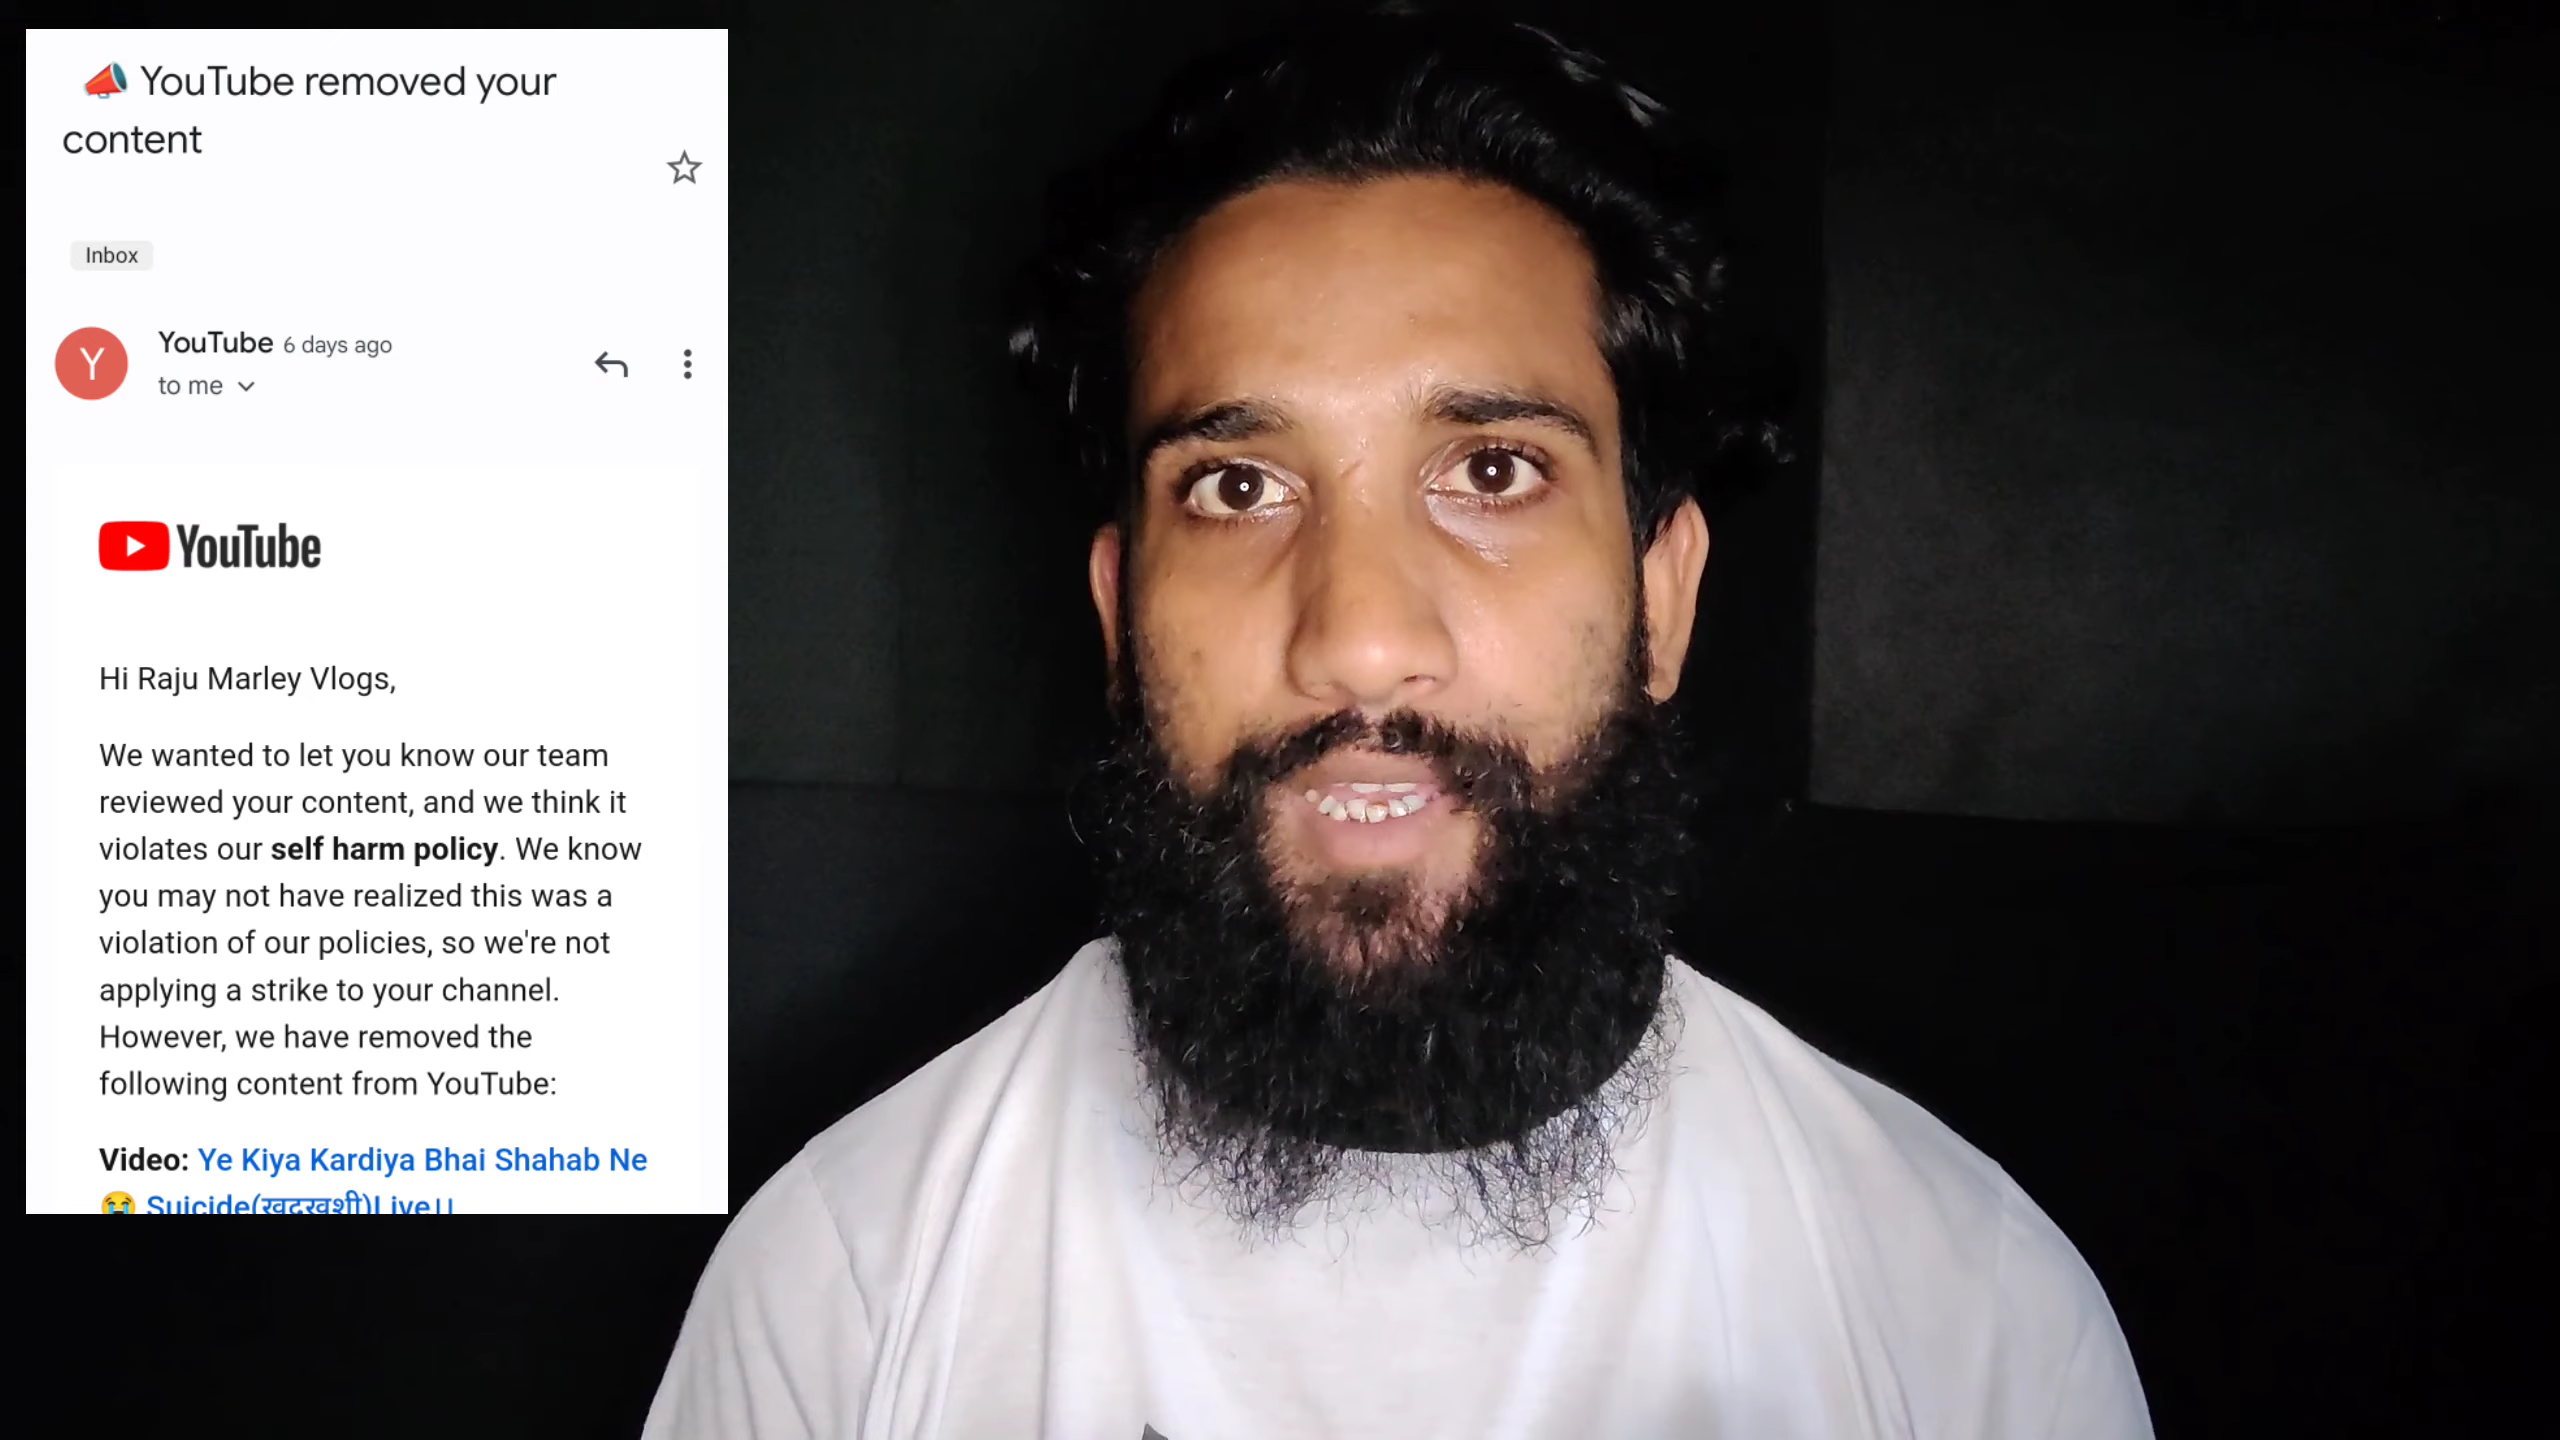 📣 YouTube removed your
content
Inbox
Y
YouTube 6 days ago
to me
YouTube
Hi Raju Marley Vlogs,
We wanted to let you know our team
reviewed your content, and we think it
violates our self harm policy. We know
you may not have realized this was a
violation of our policies, so we're not
applying a strike to your channel.
However, we have removed the
following content from YouTube:
Video: Ye Kiya Kardiya Bhai Shahab Ne
😭 Suicide(खुदखुशी)Live।।